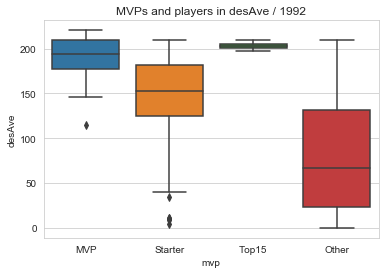 MVPs and players in desAve / 1992
200
150
100
50
0
desAve
MVP Starter Top15 Other
mvp